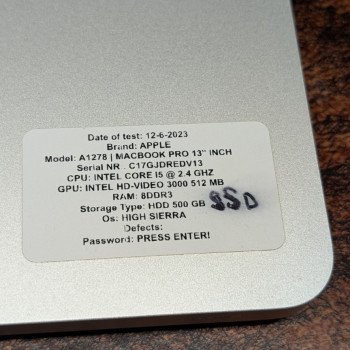 Date of test: 12-6-2023
Brand: APPLE
Model: A1278 | MACBOOK PRO 13" INCH
Serial NR . C17GJDREDV13
CPU: INTEL CORE I5 @ 2.4 GHZ
GPU: INTEL HD-VIDEO 3000 512 MB
RAM: 8DDR3
Storage Type: HDD 500 GB SSD
Os: HIGH SIERRA
Defects:
Password: PRESS ENTER!